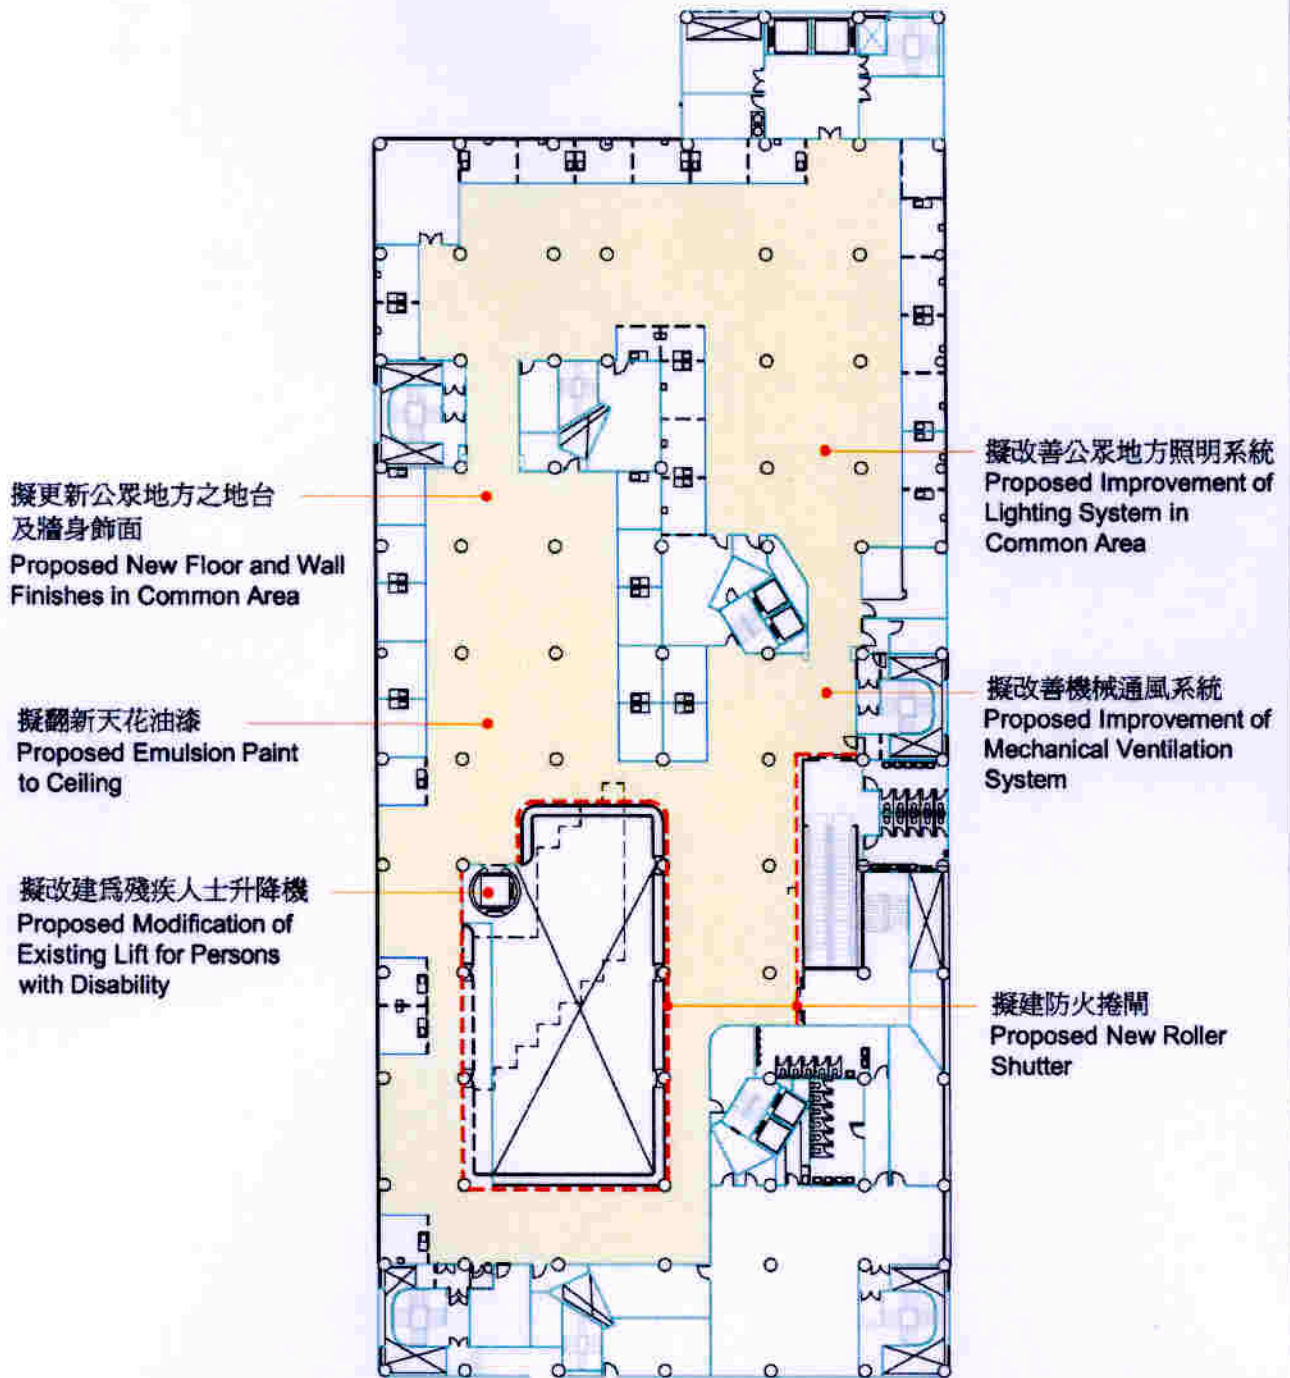 擬更新公眾地方之地台
及牆身飾面
Proposed New Floor and Wall
Finishes in Common Area
擬翻新天花油漆
Proposed Emulsion Paint
to Ceiling
擬改建爲殘疾人士升降機
Proposed Modification of
Existing Lift for Persons
with Disability
擬改善公眾地方照明系統
Proposed Improvement of
Lighting System in
Common Area
擬改善機械通風系統
Proposed Improvement of
Mechanical Ventilation
System
擬建防火捲閘
Proposed New Roller
Shutter